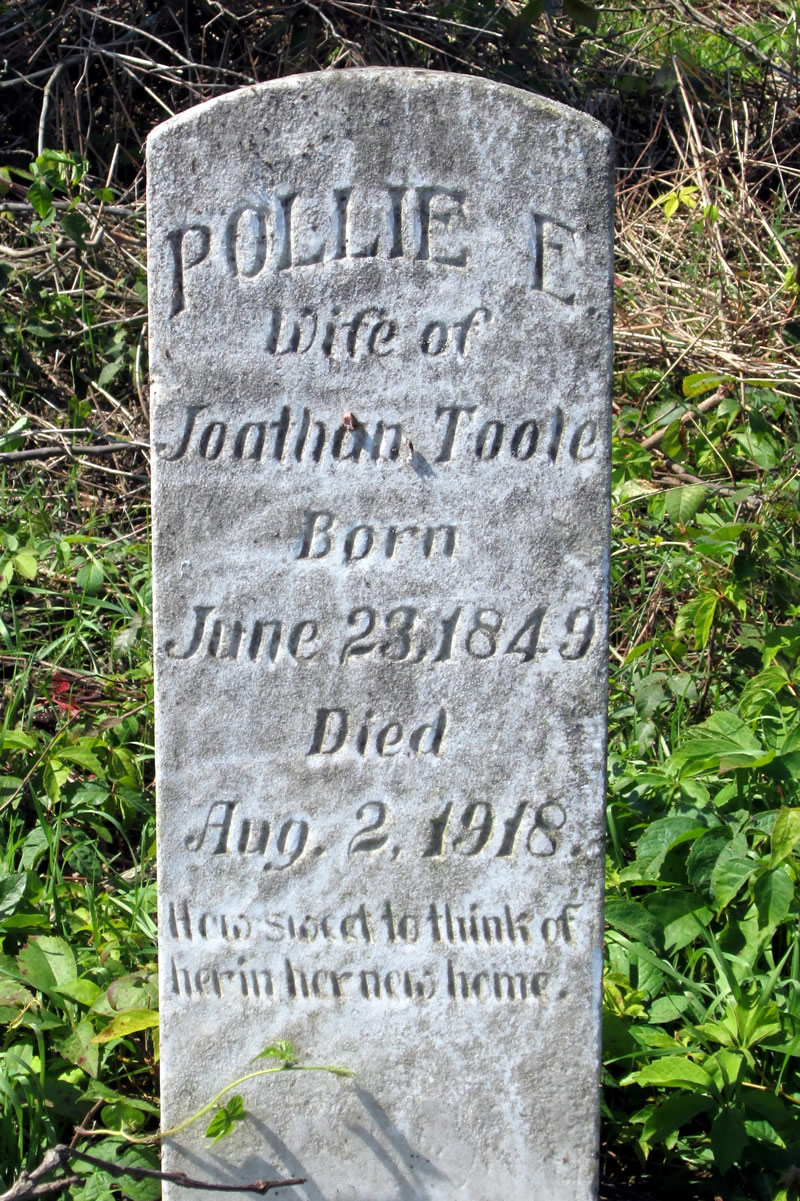 POLLIE E.
Wife of
Joathan Toole
Born
June 23, 1849
Died
Aug. 2, 1918.
How sweet to think of
her in her new home.